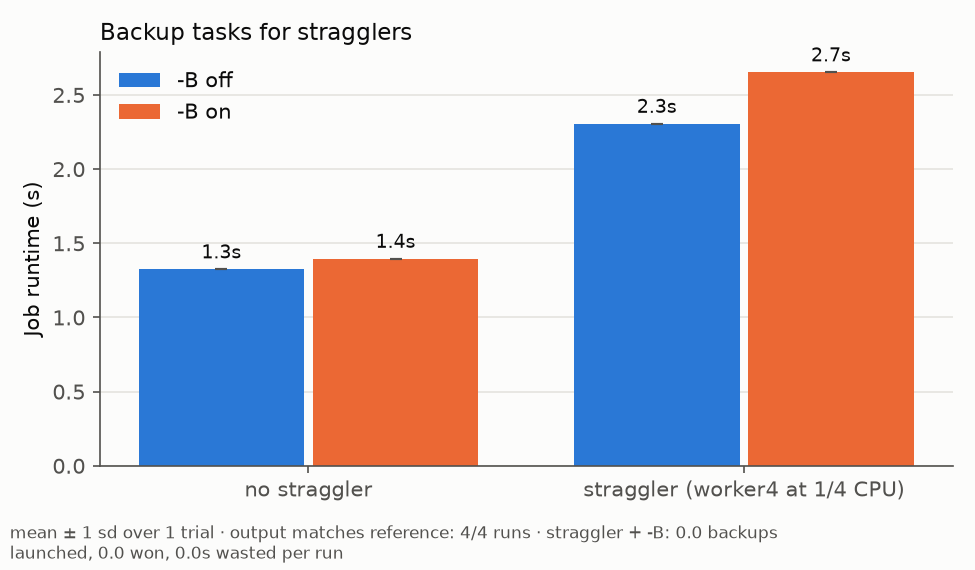 Backup tasks for stragglers
-B off
-B on
Job runtime (s)
2.5
2.0
1.5
1.0
0.5
0.0
1.3s
1.4s
2.3s
2.7s
no straggler
straggler (worker4 at 1/4 CPU)
mean ± 1 sd over 1 trial · output matches reference: 4/4 runs · straggler + -B: 0.0 backups
launched, 0.0 won, 0.0s wasted per run